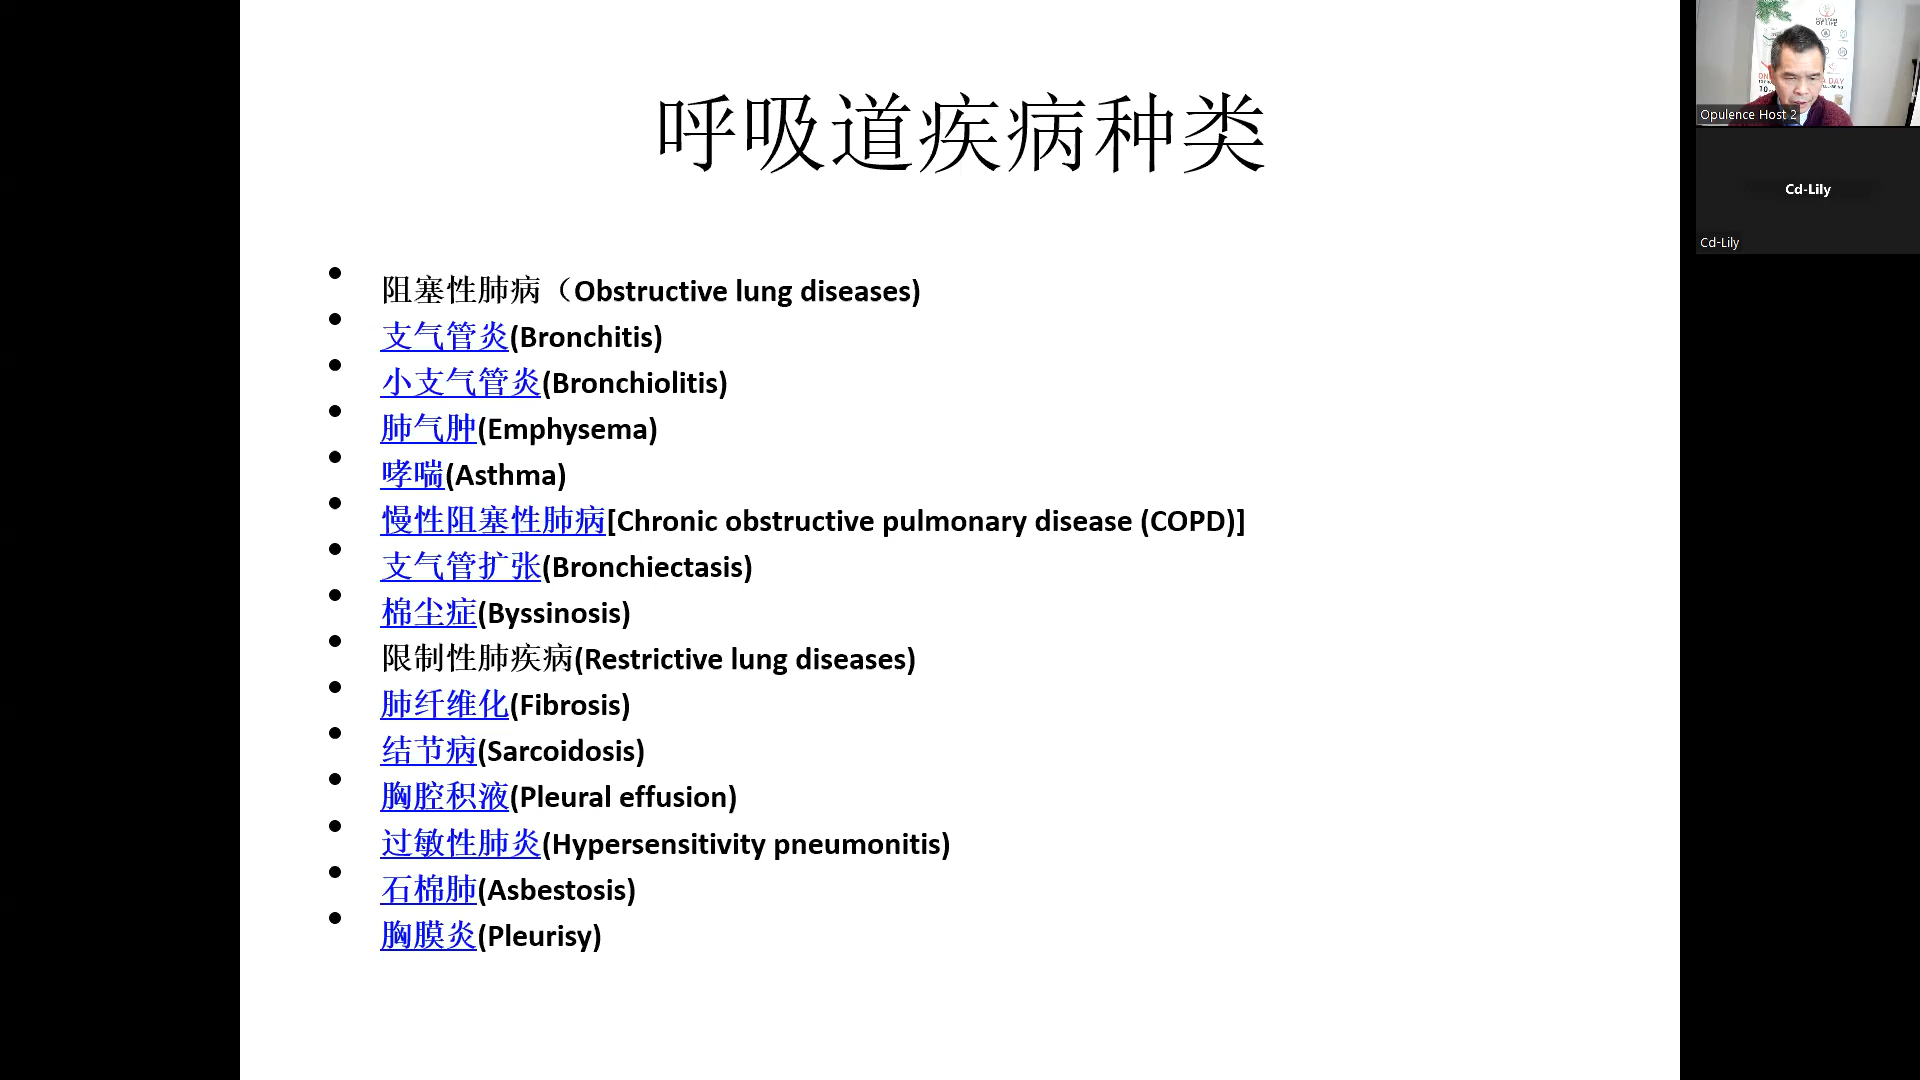 呼吸道疾病种类
阻塞性肺病（Obstructive lung diseases)
支气管炎(Bronchitis)
小支气管炎(Bronchiolitis)
肺气肿(Emphysema)
哮喘(Asthma)
慢性阻塞性肺病[Chronic obstructive pulmonary disease (COPD)]
支气管扩张(Bronchiectasis)
棉尘症(Byssinosis)
限制性肺疾病(Restrictive lung diseases)
肺纤维化(Fibrosis)
结节病(Sarcoidosis)
胸腔积液(Pleural effusion)
过敏性肺炎(Hypersensitivity pneumonitis)
石棉肺(Asbestosis)
胸膜炎(Pleurisy)
OF LIFE
Opulence Host 2
Cd-Lily
Cd-Lily